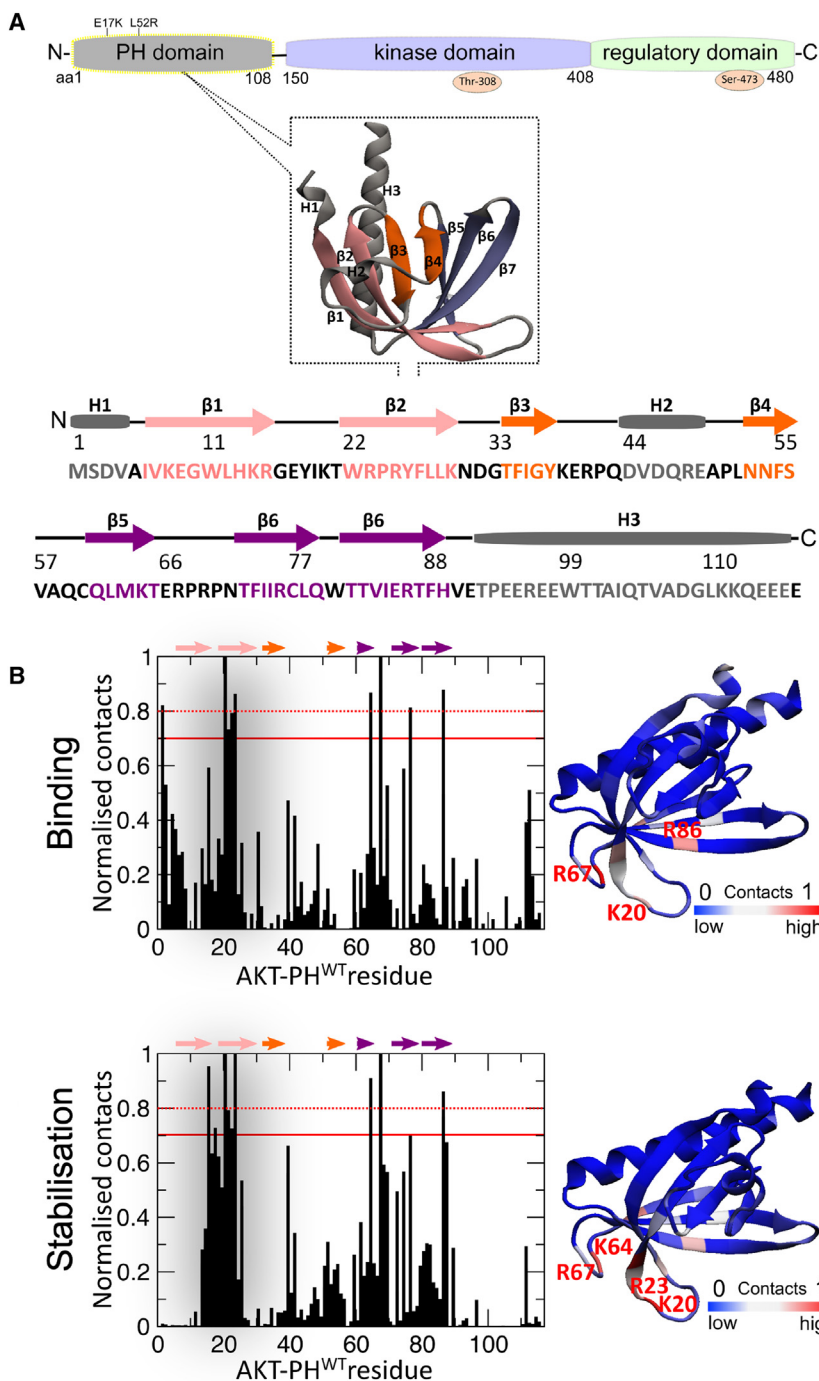 A
E17K L52R
N- PH domain kinase domain regulatory domain -C
aa1 108 150 408 480
Thr-308 Ser-473
H3
H1
β5
β6
β2
β3
β4
H2
β7
β1
N H1 β1 β2 β3 H2 β4
1 11 22 33 44 55
MSDVAIVKEGWLHKRGEYIKTWRPRYFLLKNDGTFIGYKERPQDVDQREAPLNNFS
β5 β6 β6 H3 C
57 66 77 88 99 110
VAQCQLMKTERPRPNTFIIRCLQWTTVIERTFHVETPEEREEWTTAIQTVADGLKKQEEEE
B
Binding
Normalised contacts
1
0.8
0.6
0.4
0.2
0
0 20 40 60 80 100
AKT-PHWT residue
R86
R67
K20
0 Contacts 1
low high
Stabilisation
Normalised contacts
1
0.8
0.6
0.4
0.2
0
0 20 40 60 80 100
AKT-PHWT residue
K64
R67
R23
K20
0 Contacts 1
low high